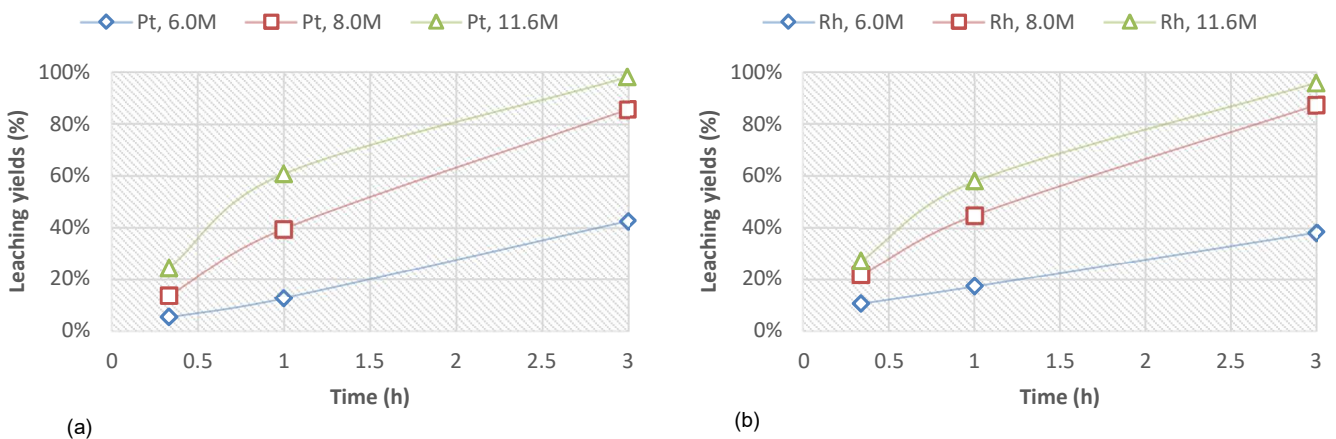 Pt, 6.0M Pt, 8.0M Pt, 11.6M
100%
80%
60%
40%
20%
0%
Leaching yields (%)
0 0.5 1 1.5 2 2.5 3
Time (h)
(a)
Rh, 6.0M Rh, 8.0M Rh, 11.6M
100%
80%
60%
40%
20%
0%
Leaching yields (%)
0 0.5 1 1.5 2 2.5 3
Time (h)
(b)